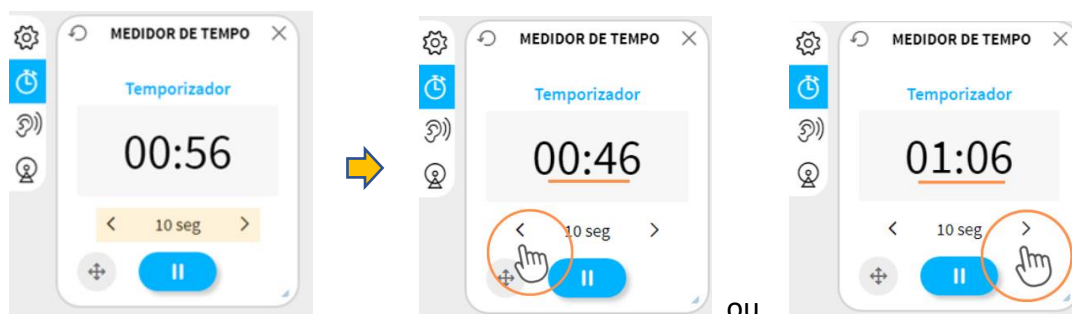 MEDIDOR DE TEMPO
Temporizador
00:56
10 seg
MEDIDOR DE TEMPO
Temporizador
00:46
10 seg
ou
MEDIDOR DE TEMPO
Temporizador
01:06
10 seg